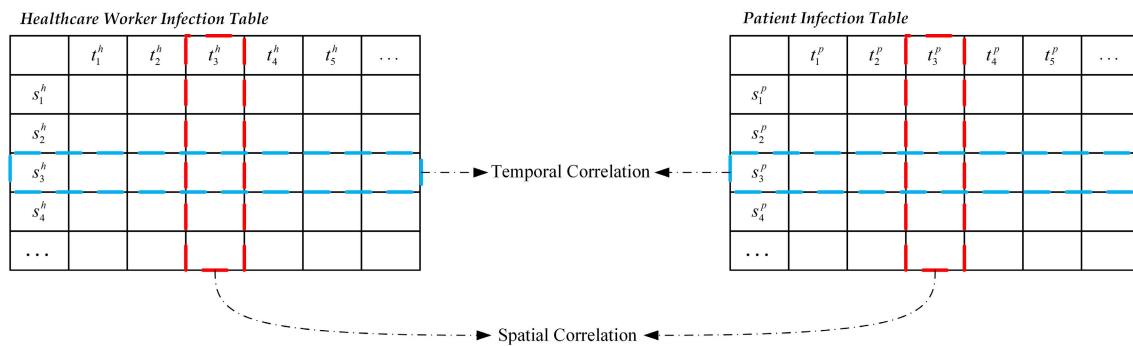 Healthcare Worker Infection Table
t₁ʰ t₂ʰ t₃ʰ t₄ʰ t₅ʰ ...
s₁ʰ
s₂ʰ
s₃ʰ
s₄ʰ
...
Patient Infection Table
t₁ᵖ t₂ᵖ t₃ᵖ t₄ᵖ t₅ᵖ ...
s₁ᵖ
s₂ᵖ
s₃ᵖ
s₄ᵖ
...
Temporal Correlation
Spatial Correlation